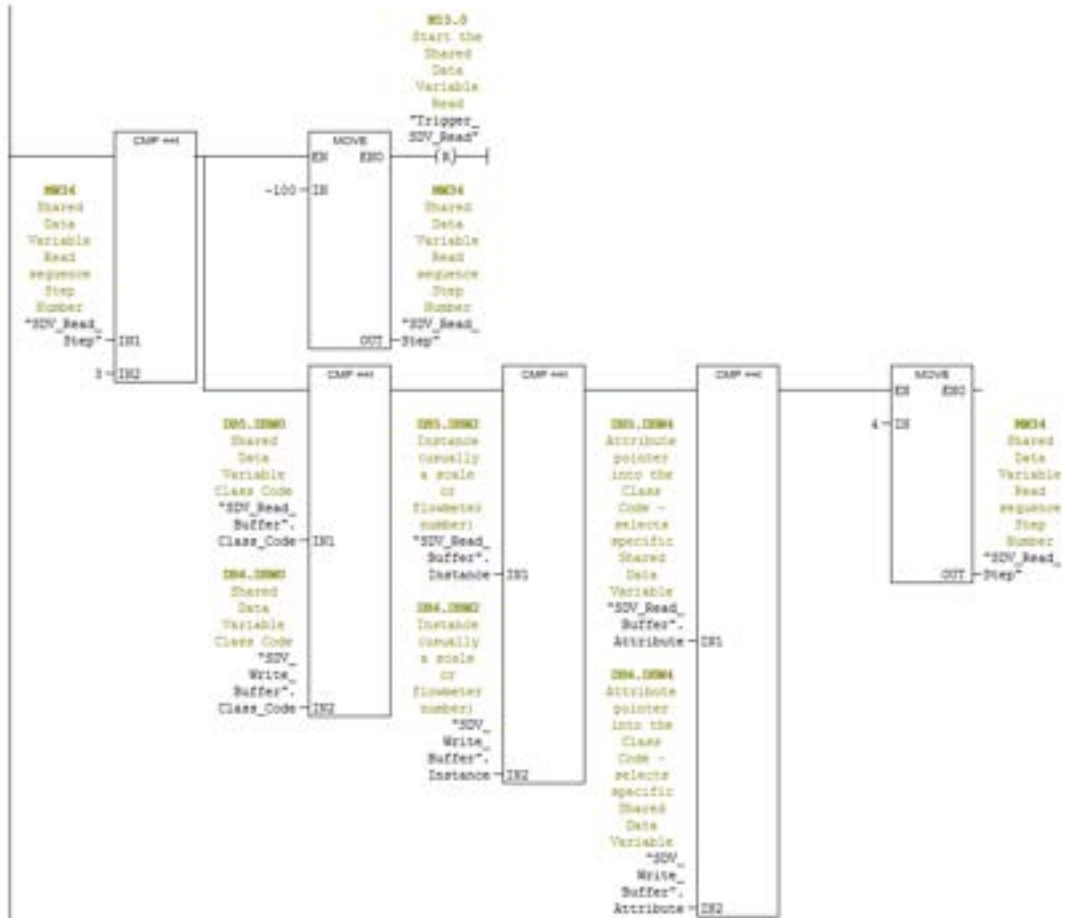 M13.0
Start the
Shared
Data
Variable
Read
"Trigger_
SDV_Read"
CMP ==I
MOVE
EN ENO
(R)
-100 IN
MW34
Shared
Data
Variable
Read
sequence
Step
Number
"SDV_Read_
Step" IN1
3 IN2
MW34
Shared
Data
Variable
Read
sequence
Step
Number
"SDV_Read_
OUT Step"
CMP ==I
CMP ==I
CMP ==I
MOVE
EN ENO
4 IN
DB5.DBW0
Shared
Data
Variable
Class Code
"SDV_Read_
Buffer".
Class_Code IN1
DB4.DBW0
Shared
Data
Variable
Class Code
"SDV_
Write_
Buffer".
Class_Code IN2
DB5.DBW2
Instance
(usually
a scale
or
flowmeter
number)
"SDV_Read_
Buffer".
Instance IN1
DB4.DBW2
Instance
(usually
a scale
or
flowmeter
number)
"SDV_
Write_
Buffer".
Instance IN2
DB5.DBW4
Attribute
pointer
into the
Class
Code -
selects
specific
Shared
Data
Variable
"SDV_Read_
Buffer".
Attribute IN1
DB4.DBW4
Attribute
pointer
into the
Class
Code -
selects
specific
Shared
Data
Variable
"SDV_
Write_
Buffer".
Attribute IN2
MW34
Shared
Data
Variable
Read
sequence
Step
Number
"SDV_Read_
OUT Step"